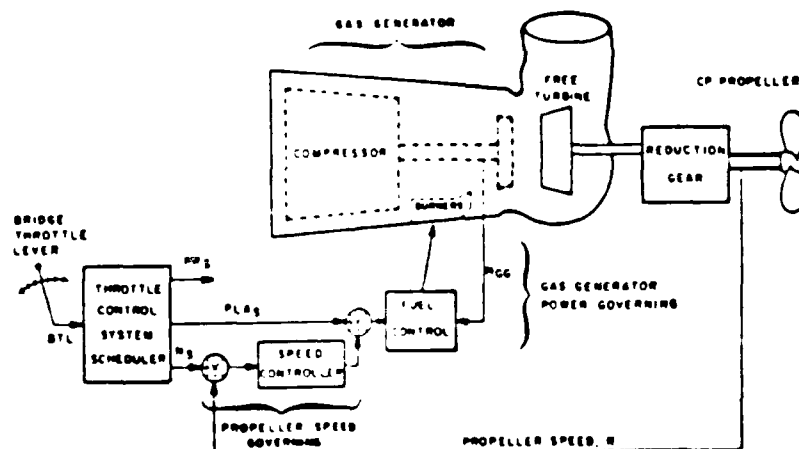 GAS GENERATOR
FREE
TURBINE
CP PROPELLER
COMPRESSOR
REDUCTION
GEAR
BURNERS
BRIDGE
THROTTLE
LEVER
THROTTLE
CONTROL
SYSTEM
SCHEDULER
BTL
PLAS
NS
FUEL
CONTROL
NGG
GAS GENERATOR
POWER GOVERNING
SPEED
CONTROLLER
PROPELLER SPEED
GOVERNING
PROPELLER SPEED, N